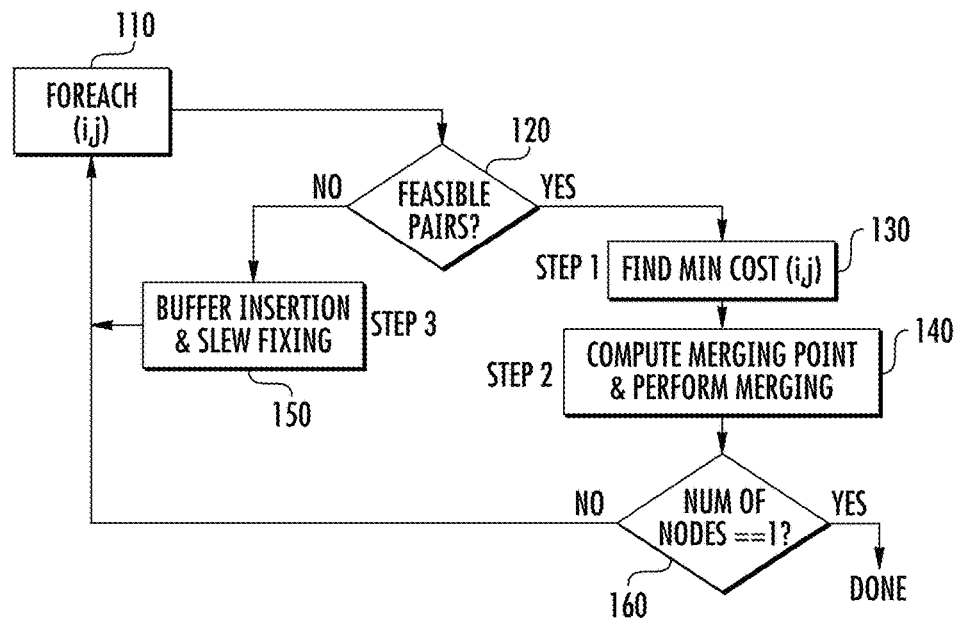 110
FOREACH
(i,j)
120
NO
FEASIBLE
PAIRS?
YES
130
STEP 1
FIND MIN COST (i,j)
BUFFER INSERTION
& SLEW FIXING
STEP 3
150
140
STEP 2
COMPUTE MERGING POINT
& PERFORM MERGING
NO
NUM OF
NODES ==1?
YES
160
DONE